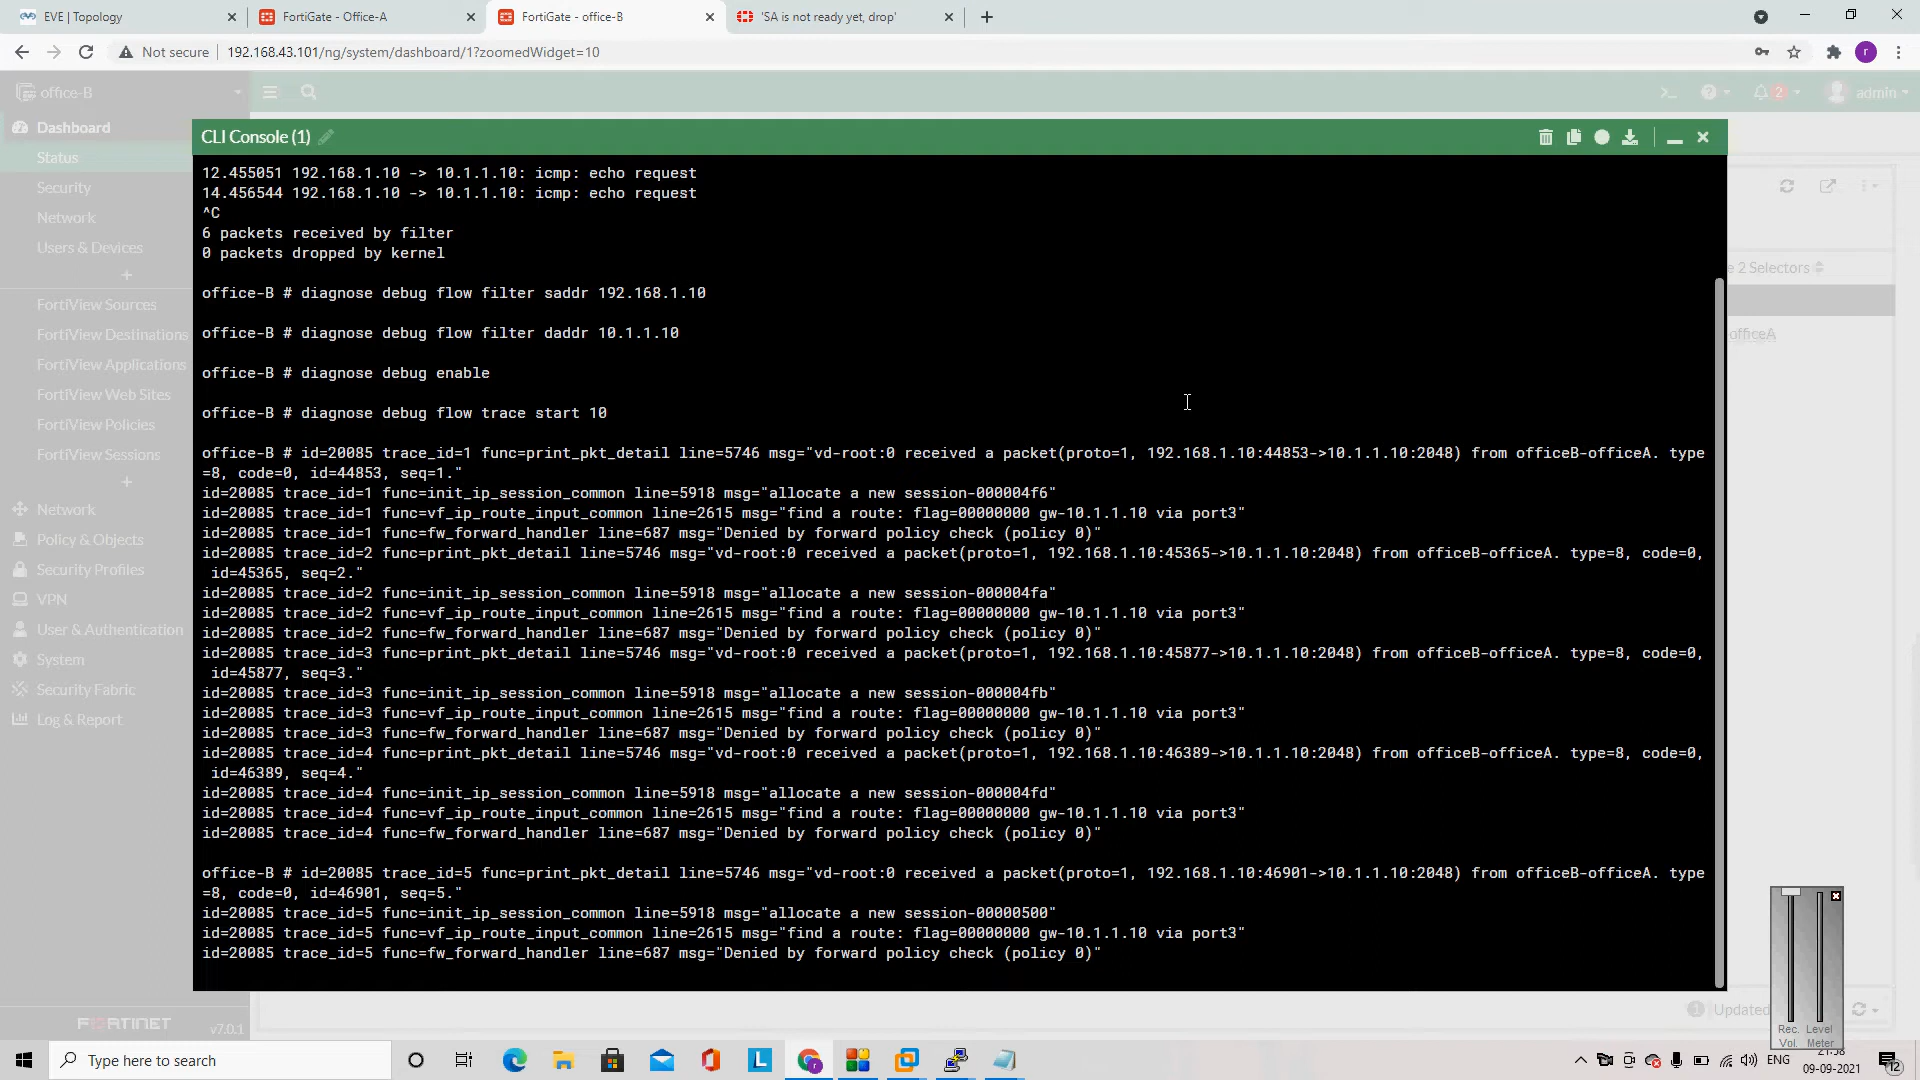 EVE | Topology
FortiGate - Office-A
FortiGate - office-B
'SA is not ready yet, drop'
Not secure
192.168.43.101/ng/system/dashboard/1?zoomedWidget=10
r
office-B
2
admin
Dashboard
Status
Security
Network
Users & Devices
FortiView Sources
FortiView Destinations
FortiView Applications
FortiView Web Sites
FortiView Policies
FortiView Sessions
Network
Policy & Objects
Security Profiles
VPN
User & Authentication
System
Security Fabric
Log & Report
FORTINET
v7.0.1
CLI Console (1)
12.455051 192.168.1.10 -> 10.1.1.10: icmp: echo request
14.456544 192.168.1.10 -> 10.1.1.10: icmp: echo request
^C
6 packets received by filter
0 packets dropped by kernel
office-B # diagnose debug flow filter saddr 192.168.1.10
office-B # diagnose debug flow filter daddr 10.1.1.10
office-B # diagnose debug enable
office-B # diagnose debug flow trace start 10
office-B # id=20085 trace_id=1 func=print_pkt_detail line=5746 msg="vd-root:0 received a packet(proto=1, 192.168.1.10:44853->10.1.1.10:2048) from officeB-officeA. type
=8, code=0, id=44853, seq=1."
id=20085 trace_id=1 func=init_ip_session_common line=5918 msg="allocate a new session-000004f6"
id=20085 trace_id=1 func=vf_ip_route_input_common line=2615 msg="find a route: flag=00000000 gw-10.1.1.10 via port3"
id=20085 trace_id=1 func=fw_forward_handler line=687 msg="Denied by forward policy check (policy 0)"
id=20085 trace_id=2 func=print_pkt_detail line=5746 msg="vd-root:0 received a packet(proto=1, 192.168.1.10:45365->10.1.1.10:2048) from officeB-officeA. type=8, code=0,
id=45365, seq=2."
id=20085 trace_id=2 func=init_ip_session_common line=5918 msg="allocate a new session-000004fa"
id=20085 trace_id=2 func=vf_ip_route_input_common line=2615 msg="find a route: flag=00000000 gw-10.1.1.10 via port3"
id=20085 trace_id=2 func=fw_forward_handler line=687 msg="Denied by forward policy check (policy 0)"
id=20085 trace_id=3 func=print_pkt_detail line=5746 msg="vd-root:0 received a packet(proto=1, 192.168.1.10:45877->10.1.1.10:2048) from officeB-officeA. type=8, code=0,
id=45877, seq=3."
id=20085 trace_id=3 func=init_ip_session_common line=5918 msg="allocate a new session-000004fb"
id=20085 trace_id=3 func=vf_ip_route_input_common line=2615 msg="find a route: flag=00000000 gw-10.1.1.10 via port3"
id=20085 trace_id=3 func=fw_forward_handler line=687 msg="Denied by forward policy check (policy 0)"
id=20085 trace_id=4 func=print_pkt_detail line=5746 msg="vd-root:0 received a packet(proto=1, 192.168.1.10:46389->10.1.1.10:2048) from officeB-officeA. type=8, code=0,
id=46389, seq=4."
id=20085 trace_id=4 func=init_ip_session_common line=5918 msg="allocate a new session-000004fd"
id=20085 trace_id=4 func=vf_ip_route_input_common line=2615 msg="find a route: flag=00000000 gw-10.1.1.10 via port3"
id=20085 trace_id=4 func=fw_forward_handler line=687 msg="Denied by forward policy check (policy 0)"
office-B # id=20085 trace_id=5 func=print_pkt_detail line=5746 msg="vd-root:0 received a packet(proto=1, 192.168.1.10:46901->10.1.1.10:2048) from officeB-officeA. type
=8, code=0, id=46901, seq=5."
id=20085 trace_id=5 func=init_ip_session_common line=5918 msg="allocate a new session-00000500"
id=20085 trace_id=5 func=vf_ip_route_input_common line=2615 msg="find a route: flag=00000000 gw-10.1.1.10 via port3"
id=20085 trace_id=5 func=fw_forward_handler line=687 msg="Denied by forward policy check (policy 0)"
2 Selectors
officeA
1 Updated
Rec. Level
Vol. Meter
Type here to search
L
ENG
21:58
09-09-2021
12